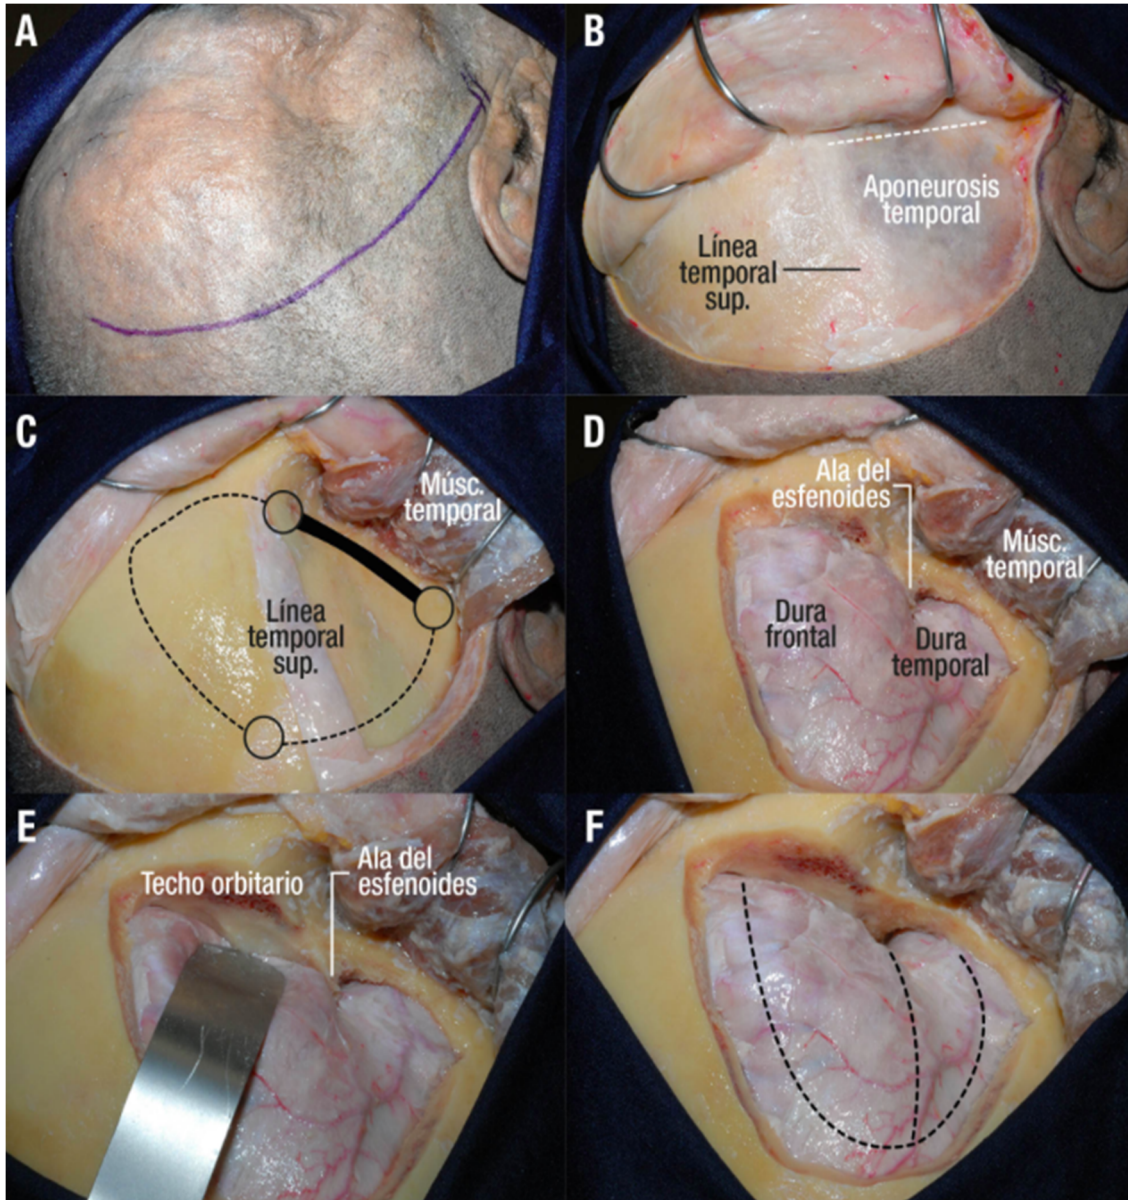 A
B
Aponeurosis
temporal
Línea
temporal
sup.
C
Músc.
temporal
Línea
temporal
sup.
D
Ala del
esfenoides
Músc.
temporal
Dura
frontal
Dura
temporal
E
Techo orbitario
Ala del
esfenoides
F